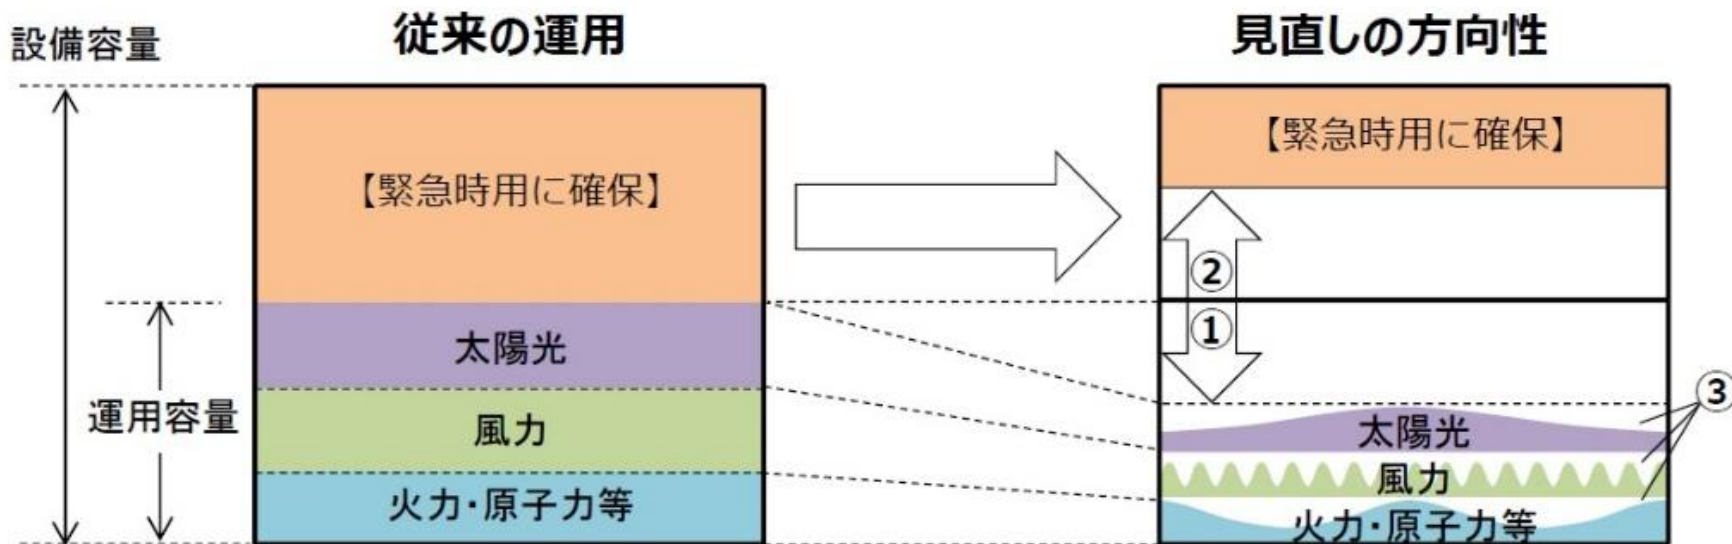 従来の運用
見直しの方向性
設備容量
【緊急時用に確保】
太陽光
風力
火力・原子力等
運用容量
【緊急時用に確保】
②
①
③
太陽光
風力
火力・原子力等